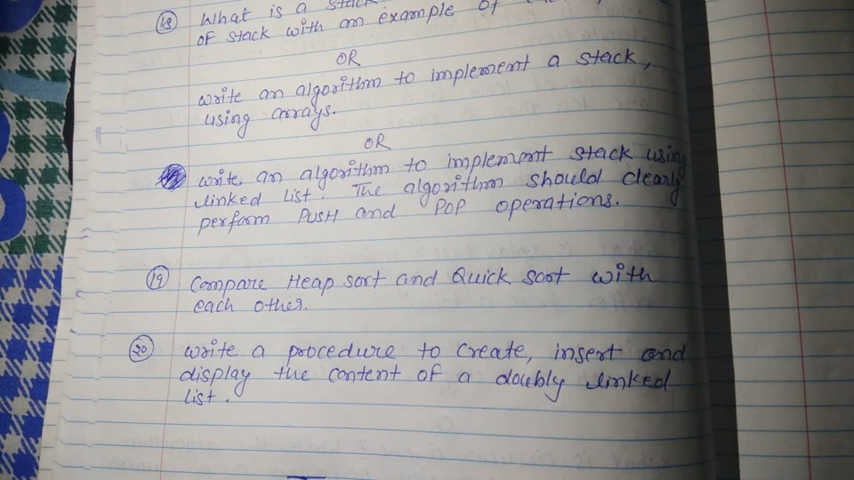 18 What is a stack
of stack with an example of
OR
write an algorithm to implement a stack,
using arrays.
OR
write an algorithm to implement stack using
linked list. The algorithm should clearly
perform PUSH and POP operations.
19 Compare Heap sort and Quick sort with
each other.
20 write a procedure to create, insert and
display the content of a doubly linked
list.